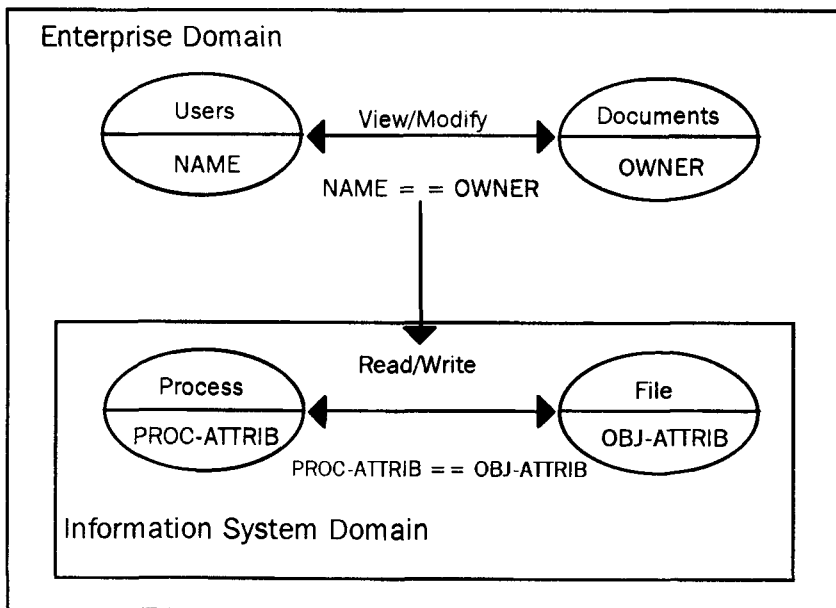 Enterprise Domain
Users
View/Modify
Documents
NAME
OWNER
NAME = = OWNER
Read/Write
Process
File
PROC-ATTRIB
OBJ-ATTRIB
PROC-ATTRIB == OBJ-ATTRIB
Information System Domain